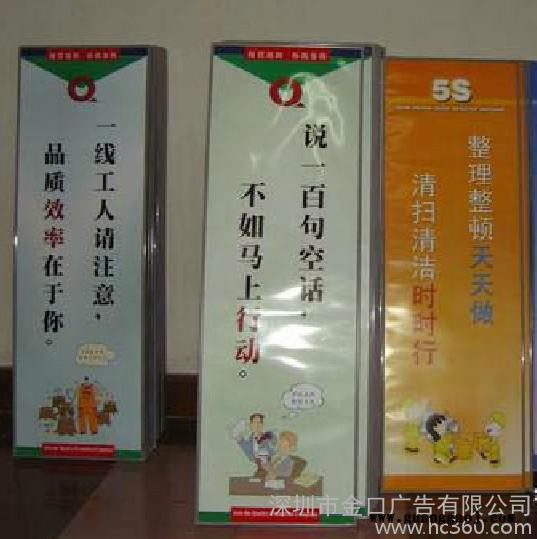 一线工人请注意，
品质效率在于你。
说一百句空话，
不如马上行动。
5S
整理整顿天天做
清扫清洁时时行
深圳市金口广告有限公司
www.hc360.com